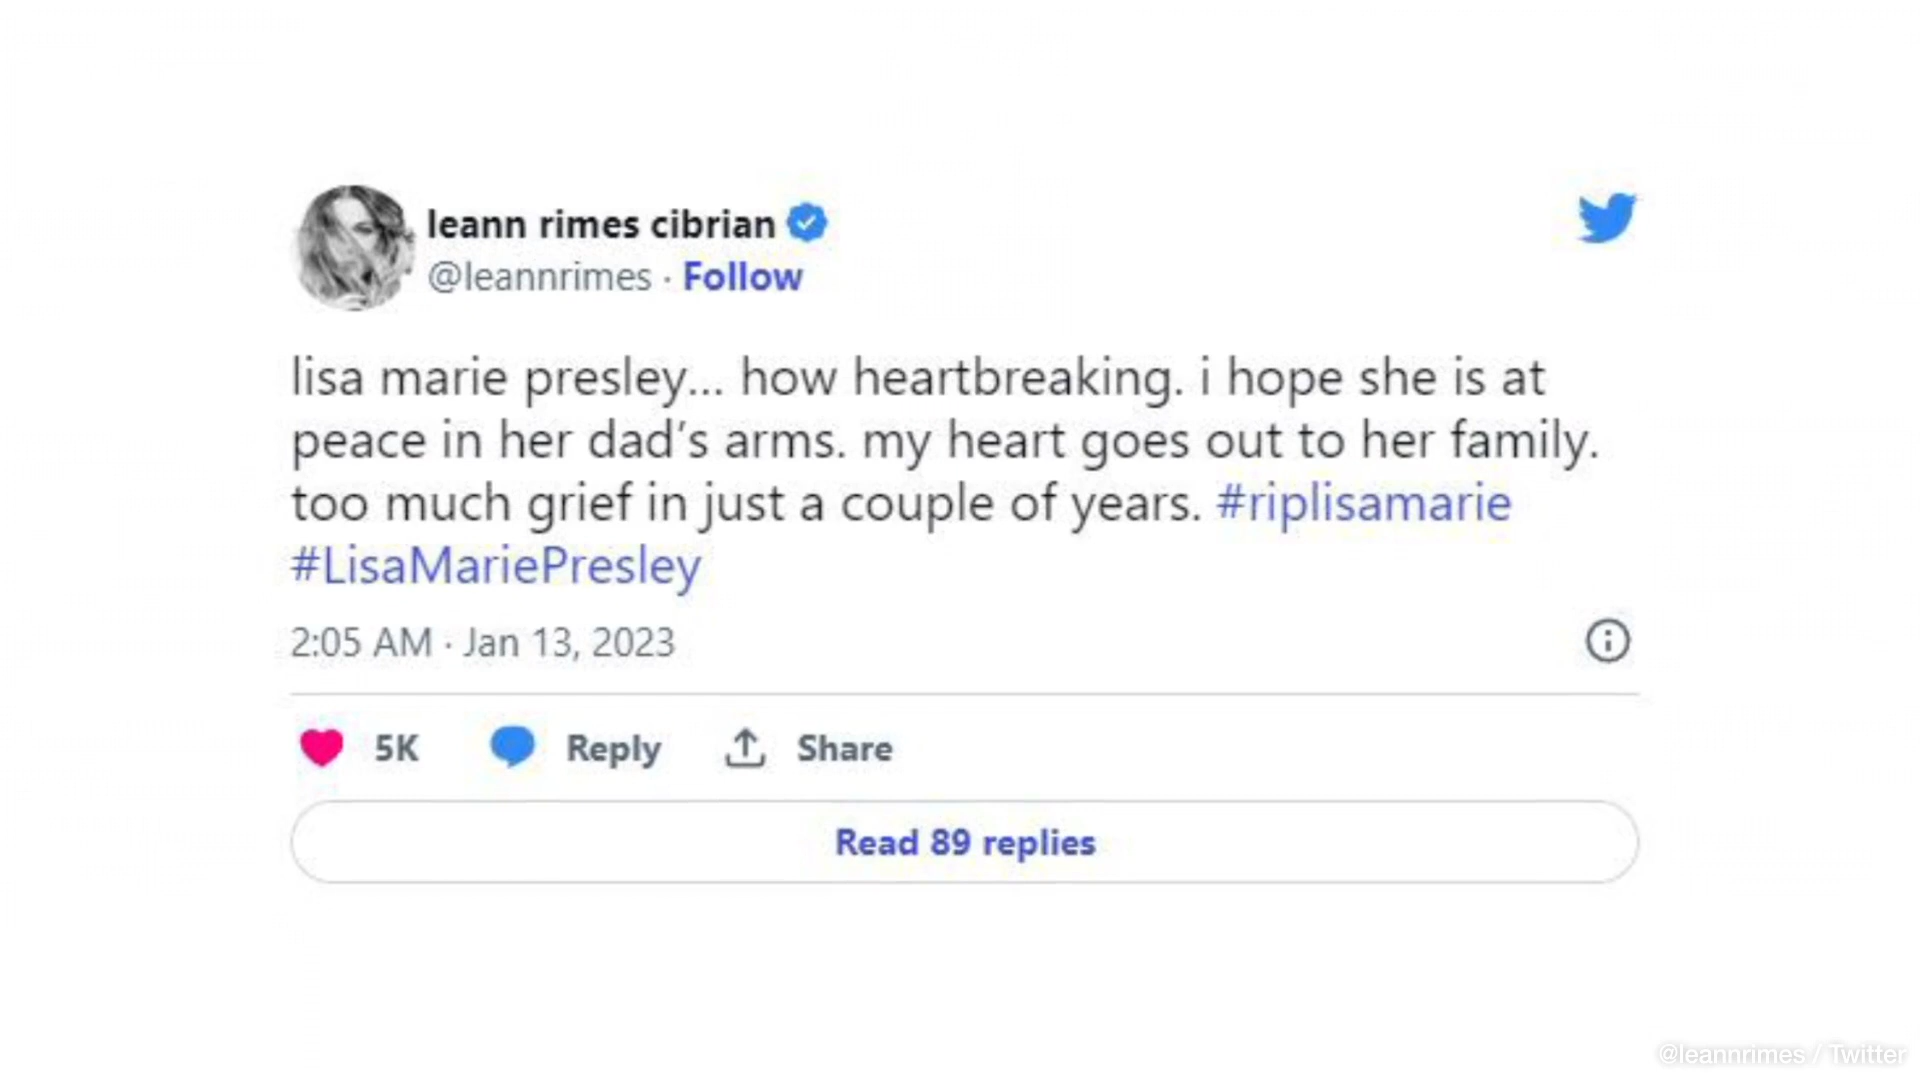 leann rimes cibrian
@leannrimes · Follow
lisa marie presley... how heartbreaking. i hope she is at
peace in her dad’s arms. my heart goes out to her family.
too much grief in just a couple of years. #riplisamarie
#LisaMariePresley
2:05 AM · Jan 13, 2023
5K Reply Share
Read 89 replies
@leannrimes / Twitter